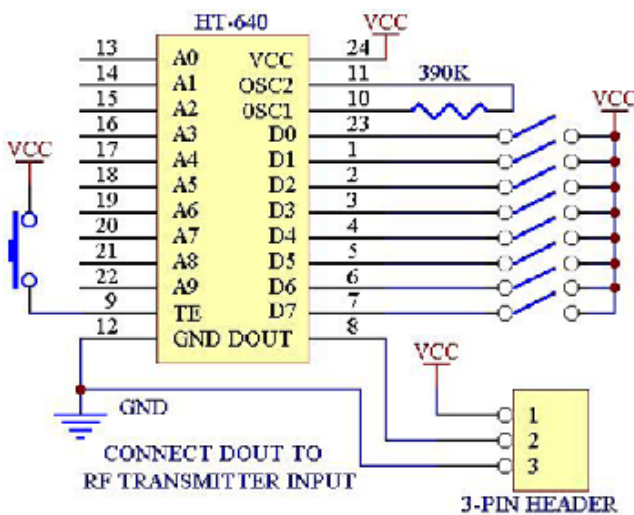 HT-640
13 A0 VCC 24 VCC
14 A1 OSC2 11 390K
15 A2 OSC1 10 VCC
16 A3 D0 23
VCC 17 A4 D1 1
18 A5 D2 2
19 A6 D3 3
20 A7 D4 4
21 A8 D5 5
22 A9 D6 6
9 TE D7 7
12 GND DOUT 8
VCC
GND
1
2
3
CONNECT DOUT TO
RF TRANSMITTER INPUT
3-PIN HEADER